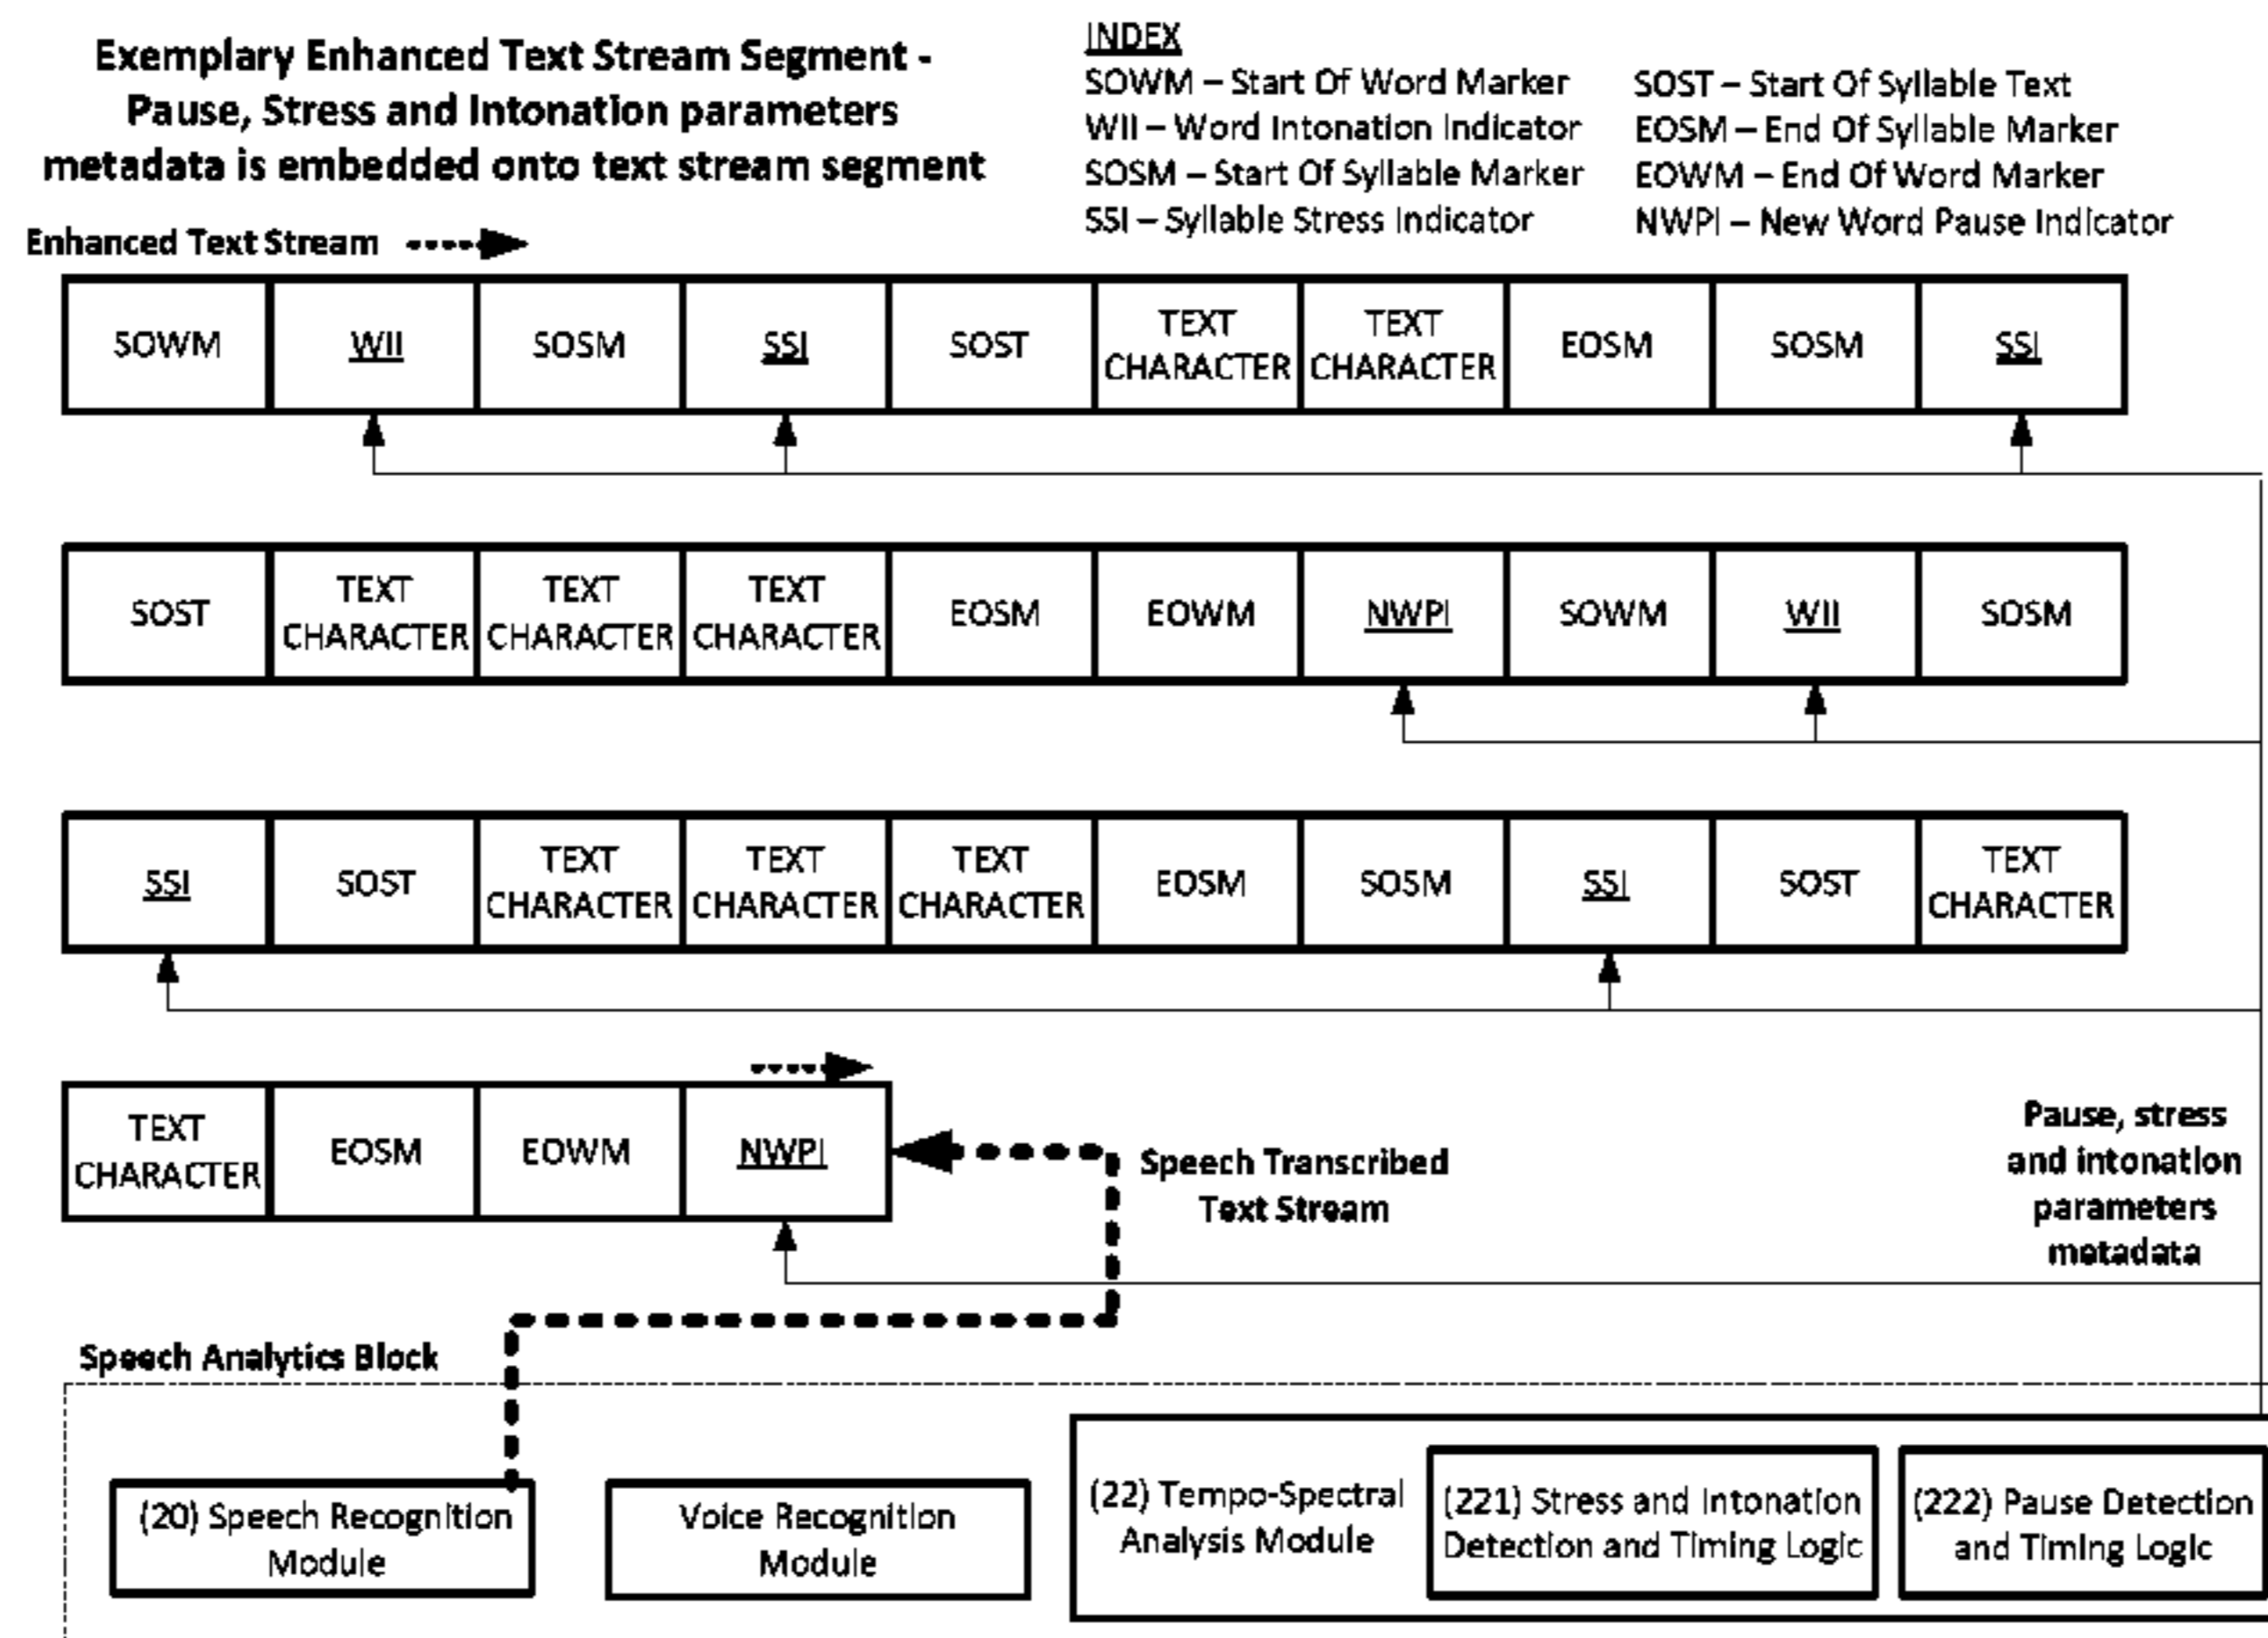 Exemplary Enhanced Text Stream Segment -
Pause, Stress and Intonation parameters
metadata is embedded onto text stream segment
INDEX
SOWM – Start Of Word Marker
WII – Word Intonation Indicator
SOSM – Start Of Syllable Marker
SSI – Syllable Stress Indicator
SOST – Start Of Syllable Text
EOSM – End Of Syllable Marker
EOWM – End Of Word Marker
NWPI – New Word Pause Indicator
Enhanced Text Stream
SOWM WII SOSM SSI SOST TEXT CHARACTER TEXT CHARACTER EOSM SOSM SSI
SOST TEXT CHARACTER TEXT CHARACTER TEXT CHARACTER EOSM EOWM NWPI SOWM WII SOSM
SSI SOST TEXT CHARACTER TEXT CHARACTER TEXT CHARACTER EOSM SOSM SSI SOST TEXT CHARACTER
TEXT CHARACTER EOSM EOWM NWPI
Speech Transcribed
Text Stream
Pause, stress
and intonation
parameters
metadata
Speech Analytics Block
(20) Speech Recognition
Module
Voice Recognition
Module
(22) Tempo-Spectral
Analysis Module
(221) Stress and Intonation
Detection and Timing Logic
(222) Pause Detection
and Timing Logic